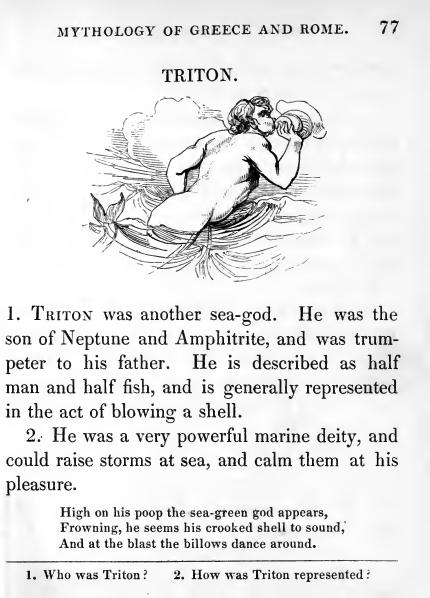 MYTHOLOGY OF GREECE AND ROME. 77
TRITON.
1. TRITON was another sea-god. He was the
son of Neptune and Amphitrite, and was trum-
peter to his father. He is described as half
man and half fish, and is generally represented
in the act of blowing a shell.
2. He was a very powerful marine deity, and
could raise storms at sea, and calm them at his
pleasure.
High on his poop the sea-green god appears,
Frowning, he seems his crooked shell to sound,
And at the blast the billows dance around.
1. Who was Triton? 2. How was Triton represented?